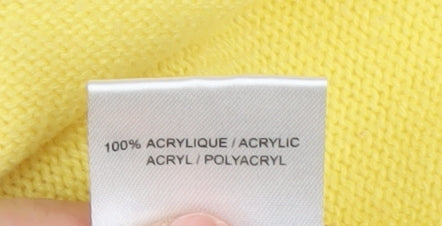 100% ACRYLIQUE / ACRYLIC
ACRYL / POLYACRYL